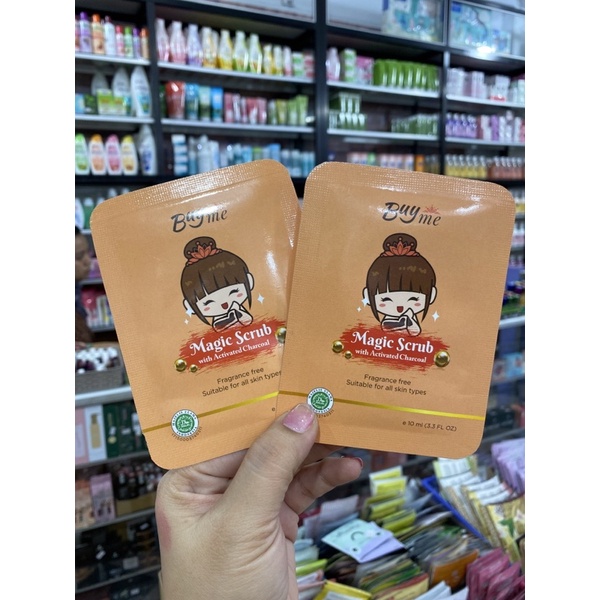 Buy me
Magic Scrub
with Activated Charcoal
Fragrance free
Suitable for all skin types
e
Buy me
Magic Scrub
with Activated Charcoal
Fragrance free
Suitable for all skin types
e 10 ml (3.3 FL OZ)